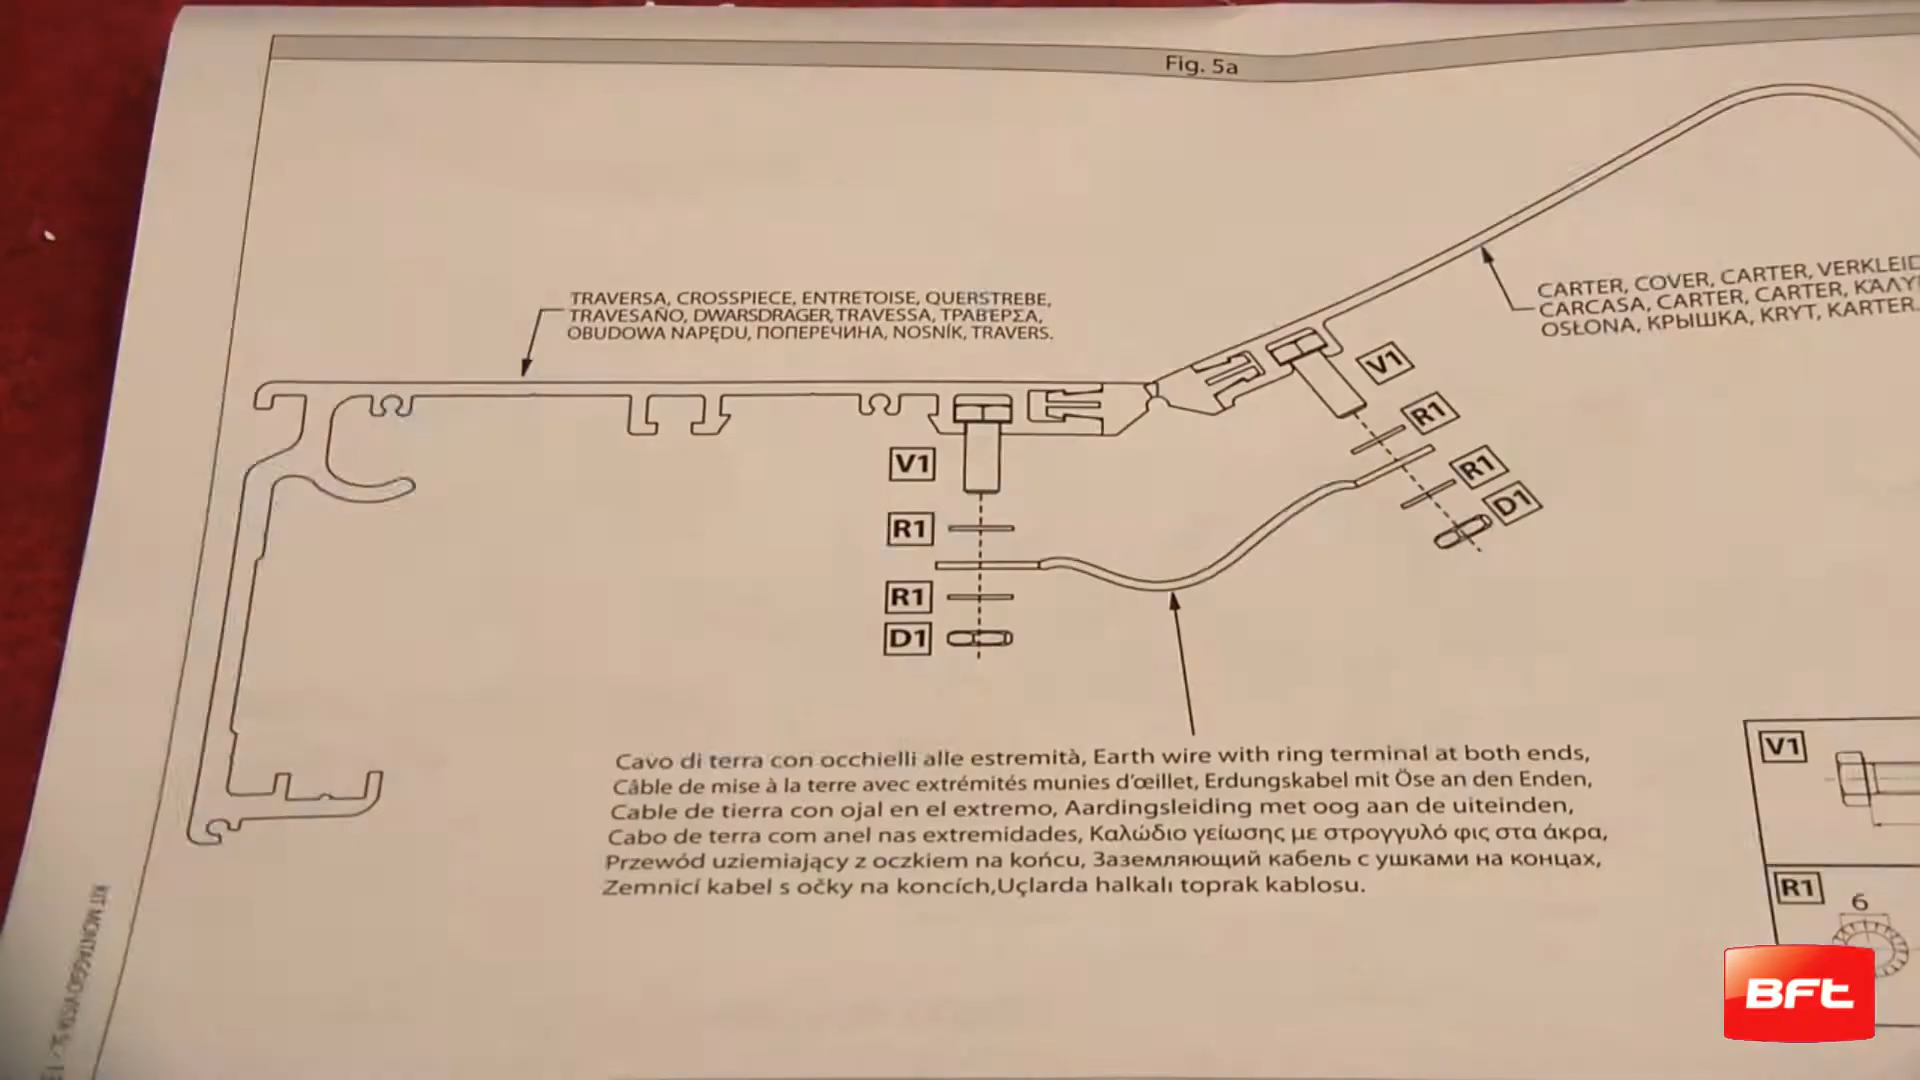 Fig. 5a
TRAVERSA, CROSSPIECE, ENTRETOISE, QUERSTREBE,
TRAVESAÑO, DWARSDRAGER, TRAVESSA, ΤΡΑΒΕΡΣΑ,
OBUDOWA NAPĘDU, ПОПЕРЕЧИНА, NOSNÍK, TRAVERS.
CARTER, COVER, CARTER, VERKLEID
CARCASA, CARTER, CARTER, ΚΑΛΥ
OSŁONA, КРЫШКА, KRYT, KARTER.
V1
R1
R1
D1
V1
R1
R1
D1
Cavo di terra con occhielli alle estremità, Earth wire with ring terminal at both ends,
Câble de mise à la terre avec extrémités munies d'œillet, Erdungskabel mit Öse an den Enden,
Cable de tierra con ojal en el extremo, Aardingsleiding met oog aan de uiteinden,
Cabo de terra com anel nas extremidades, Καλώδιο γείωσης με στρογγυλό φις στα άκρα,
Przewód uziemiający z oczkiem na końcu, Заземляющий кабель с ушками на концах,
Zemnicí kabel s očky na koncích,Uçlarda halkalı toprak kablosu.
V1
R1
6
KIT MONTAGGIO VISTA
BFt